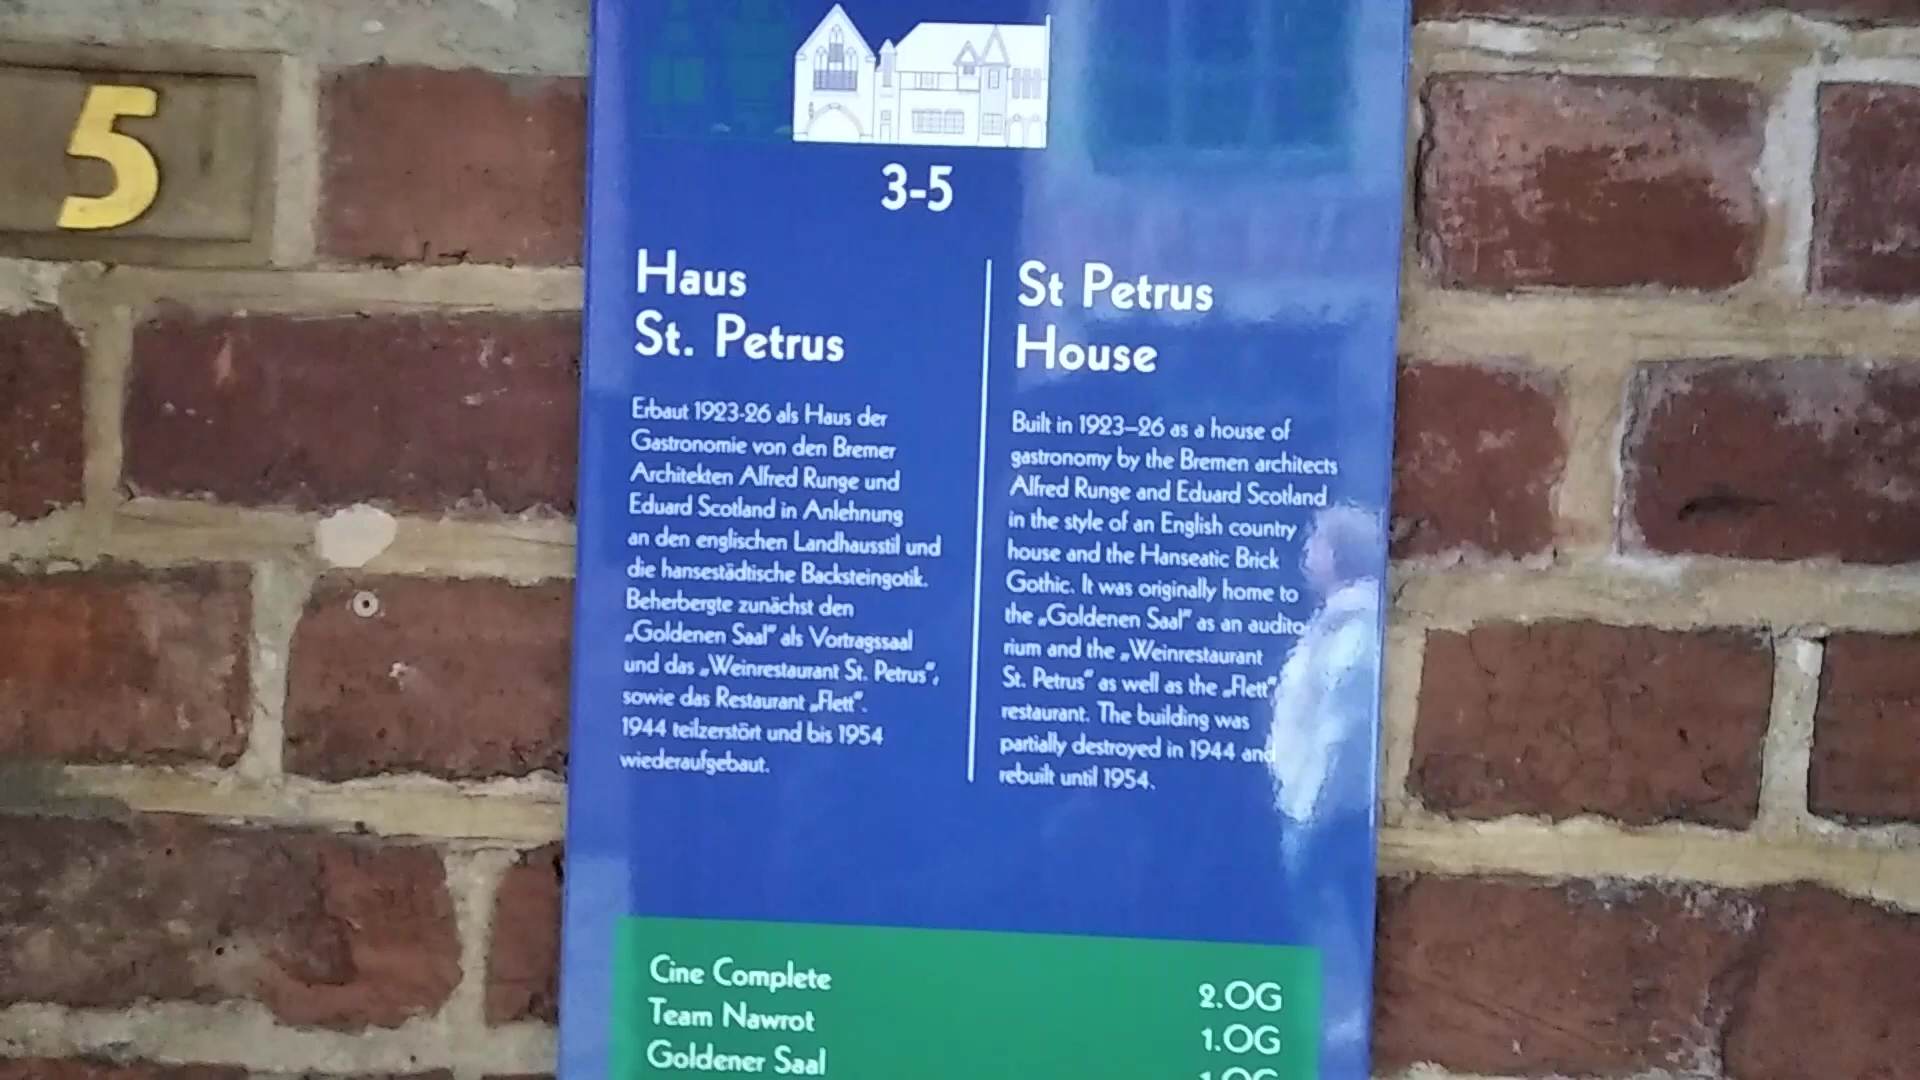 5
3-5
Haus
St. Petrus
Erbaut 1923-26 als Haus der
Gastronomie von den Bremer
Architekten Alfred Runge und
Eduard Scotland in Anlehnung
an den englischen Landhausstil und
die hansestädtische Backsteingotik.
Beherbergte zunächst den
„Goldenen Saal" als Vortragssaal
und das „Weinrestaurant St. Petrus",
sowie das Restaurant „Flett".
1944 teilzerstört und bis 1954
wiederaufgebaut.
St Petrus
House
Built in 1923–26 as a house of
gastronomy by the Bremen architects
Alfred Runge and Eduard Scotland
in the style of an English country
house and the Hanseatic Brick
Gothic. It was originally home to
the „Goldenen Saal" as an audito-
rium and the „Weinrestaurant
St. Petrus" as well as the „Flett"
restaurant. The building was
partially destroyed in 1944 and
rebuilt until 1954.
Cine Complete 2.OG
Team Nawrot 1.OG
Goldener Saal 1.OG